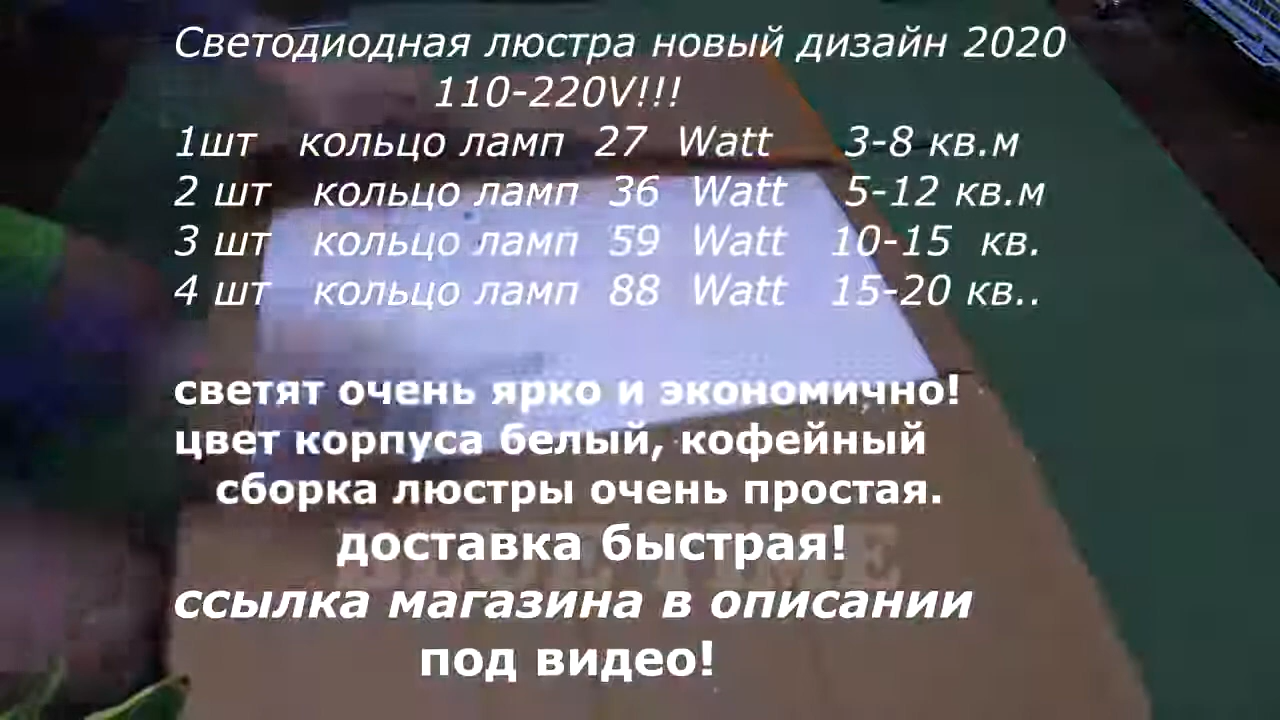 Светодиодная люстра новый дизайн 2020
110-220V!!!
1шт кольцо ламп 27 Watt 3-8 кв.м
2 шт кольцо ламп 36 Watt 5-12 кв.м
3 шт кольцо ламп 59 Watt 10-15 кв.
4 шт кольцо ламп 88 Watt 15-20 кв..
светят очень ярко и экономично!
цвет корпуса белый, кофейный
сборка люстры очень простая.
доставка быстрая!
ссылка магазина в описании
под видео!